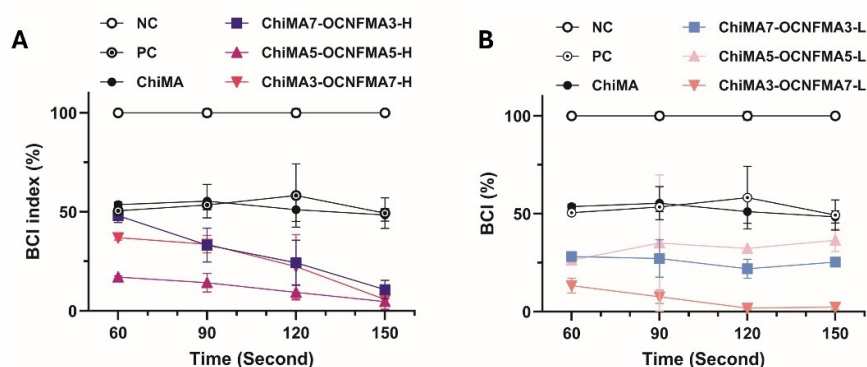 A
NC
PC
ChiMA
ChiMA7-OCNFMA3-H
ChiMA5-OCNFMA5-H
ChiMA3-OCNFMA7-H
BCI index (%)
100
50
0
60 90 120 150
Time (Second)
B
NC
PC
ChiMA
ChiMA7-OCNFMA3-L
ChiMA5-OCNFMA5-L
ChiMA3-OCNFMA7-L
BCI (%)
100
50
0
60 90 120 150
Time (Second)